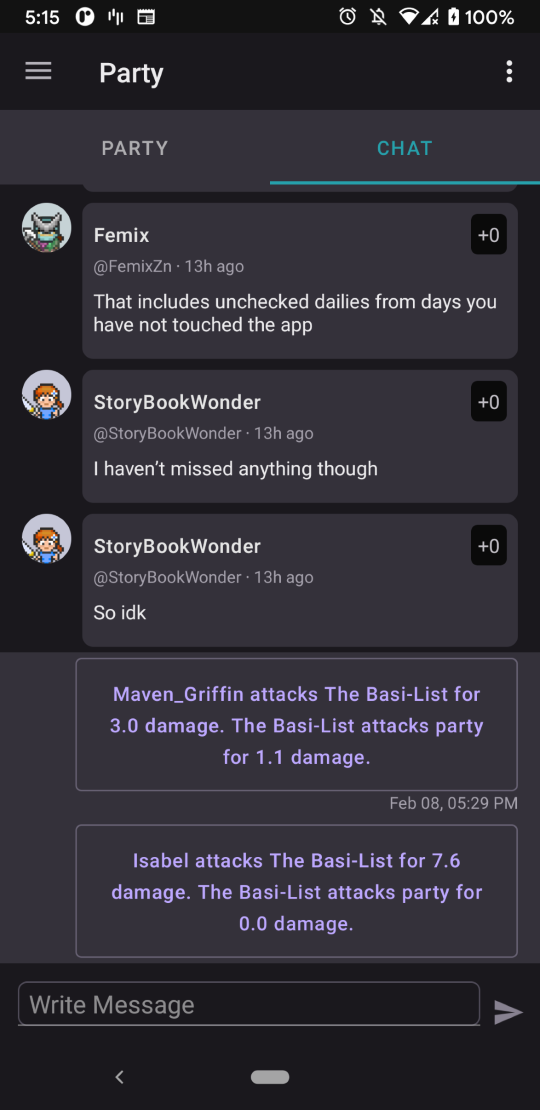 5:15
100%
Party
PARTY
CHAT
Femix
+0
@FemixZn · 13h ago
That includes unchecked dailies from days you
have not touched the app
StoryBookWonder
+0
@StoryBookWonder · 13h ago
I haven’t missed anything though
StoryBookWonder
+0
@StoryBookWonder · 13h ago
So idk
Maven_Griffin attacks The Basi-List for
3.0 damage. The Basi-List attacks party
for 1.1 damage.
Feb 08, 05:29 PM
Isabel attacks The Basi-List for 7.6
damage. The Basi-List attacks party for
0.0 damage.
Write Message